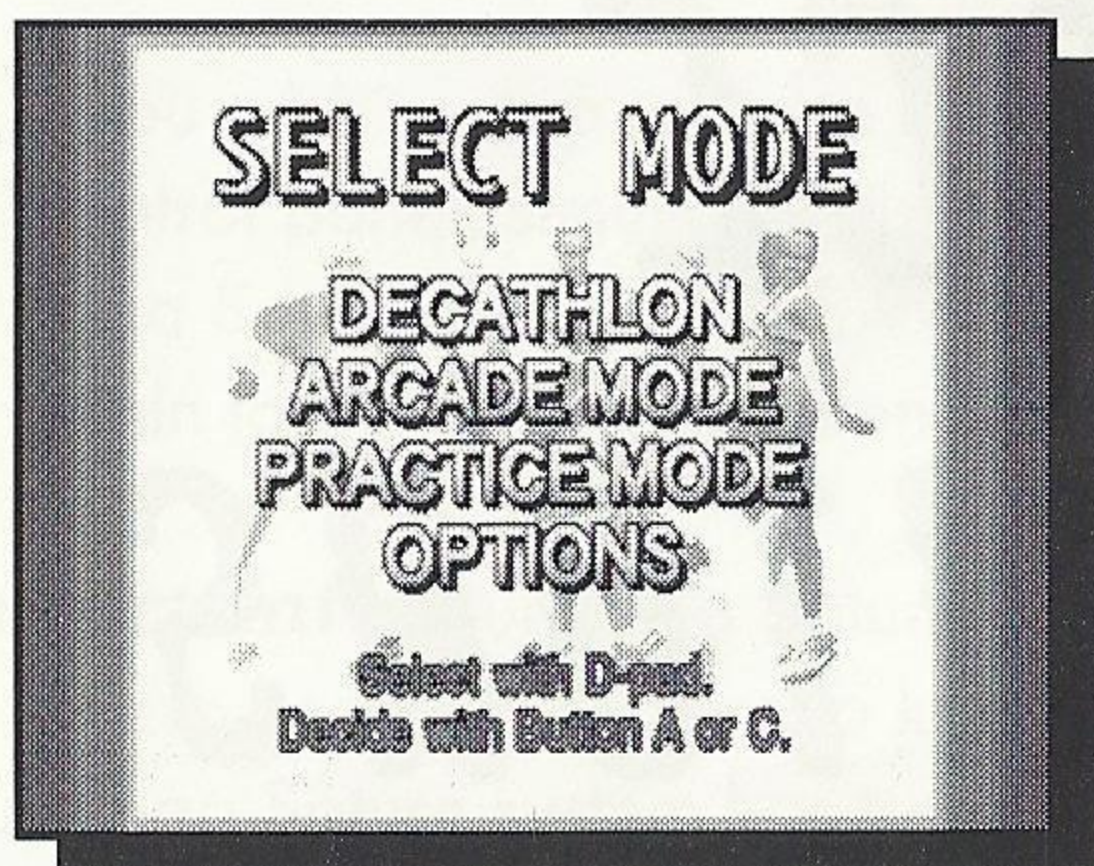 SELECT MODE
DECATHLON
ARCADE MODE
PRACTICE MODE
OPTIONS
Select with D-pad.
Decide with Button A or C.